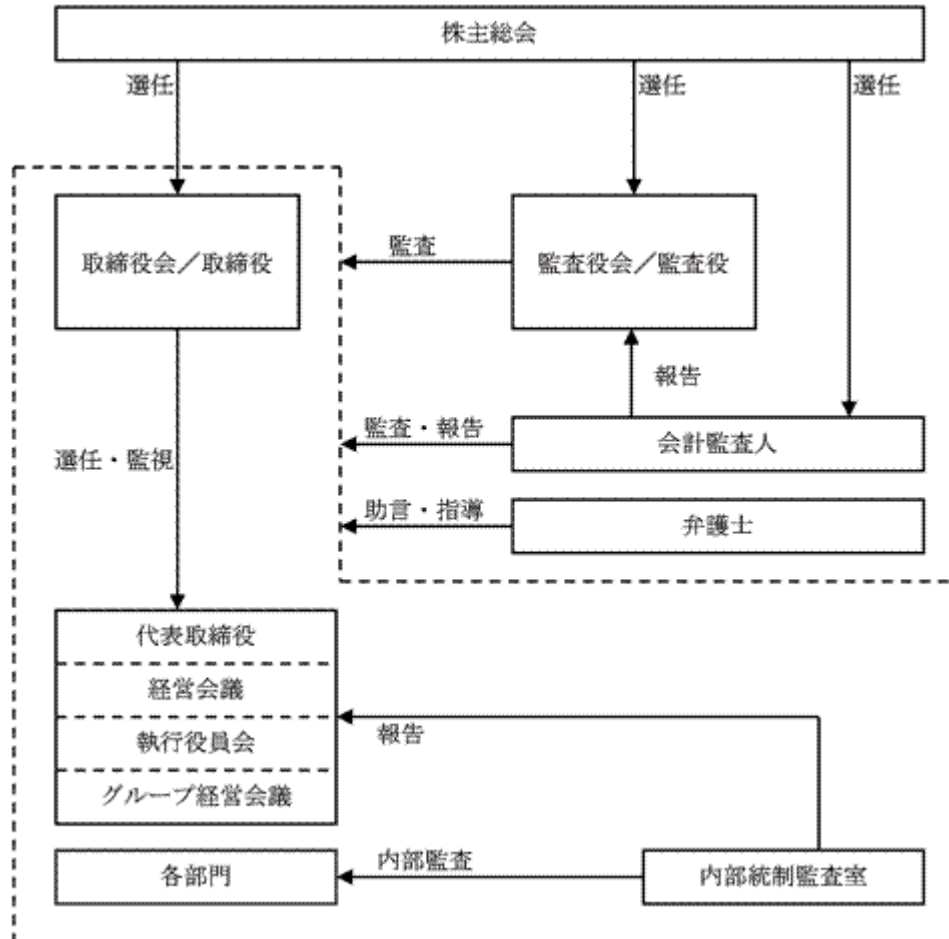 株主総会
選任
選任
選任
取締役会／取締役
監査
監査役会／監査役
報告
監査・報告
会計監査人
選任・監視
助言・指導
弁護士
代表取締役
経営会議
執行役員会
グループ経営会議
報告
各部門
内部監査
内部統制監査室